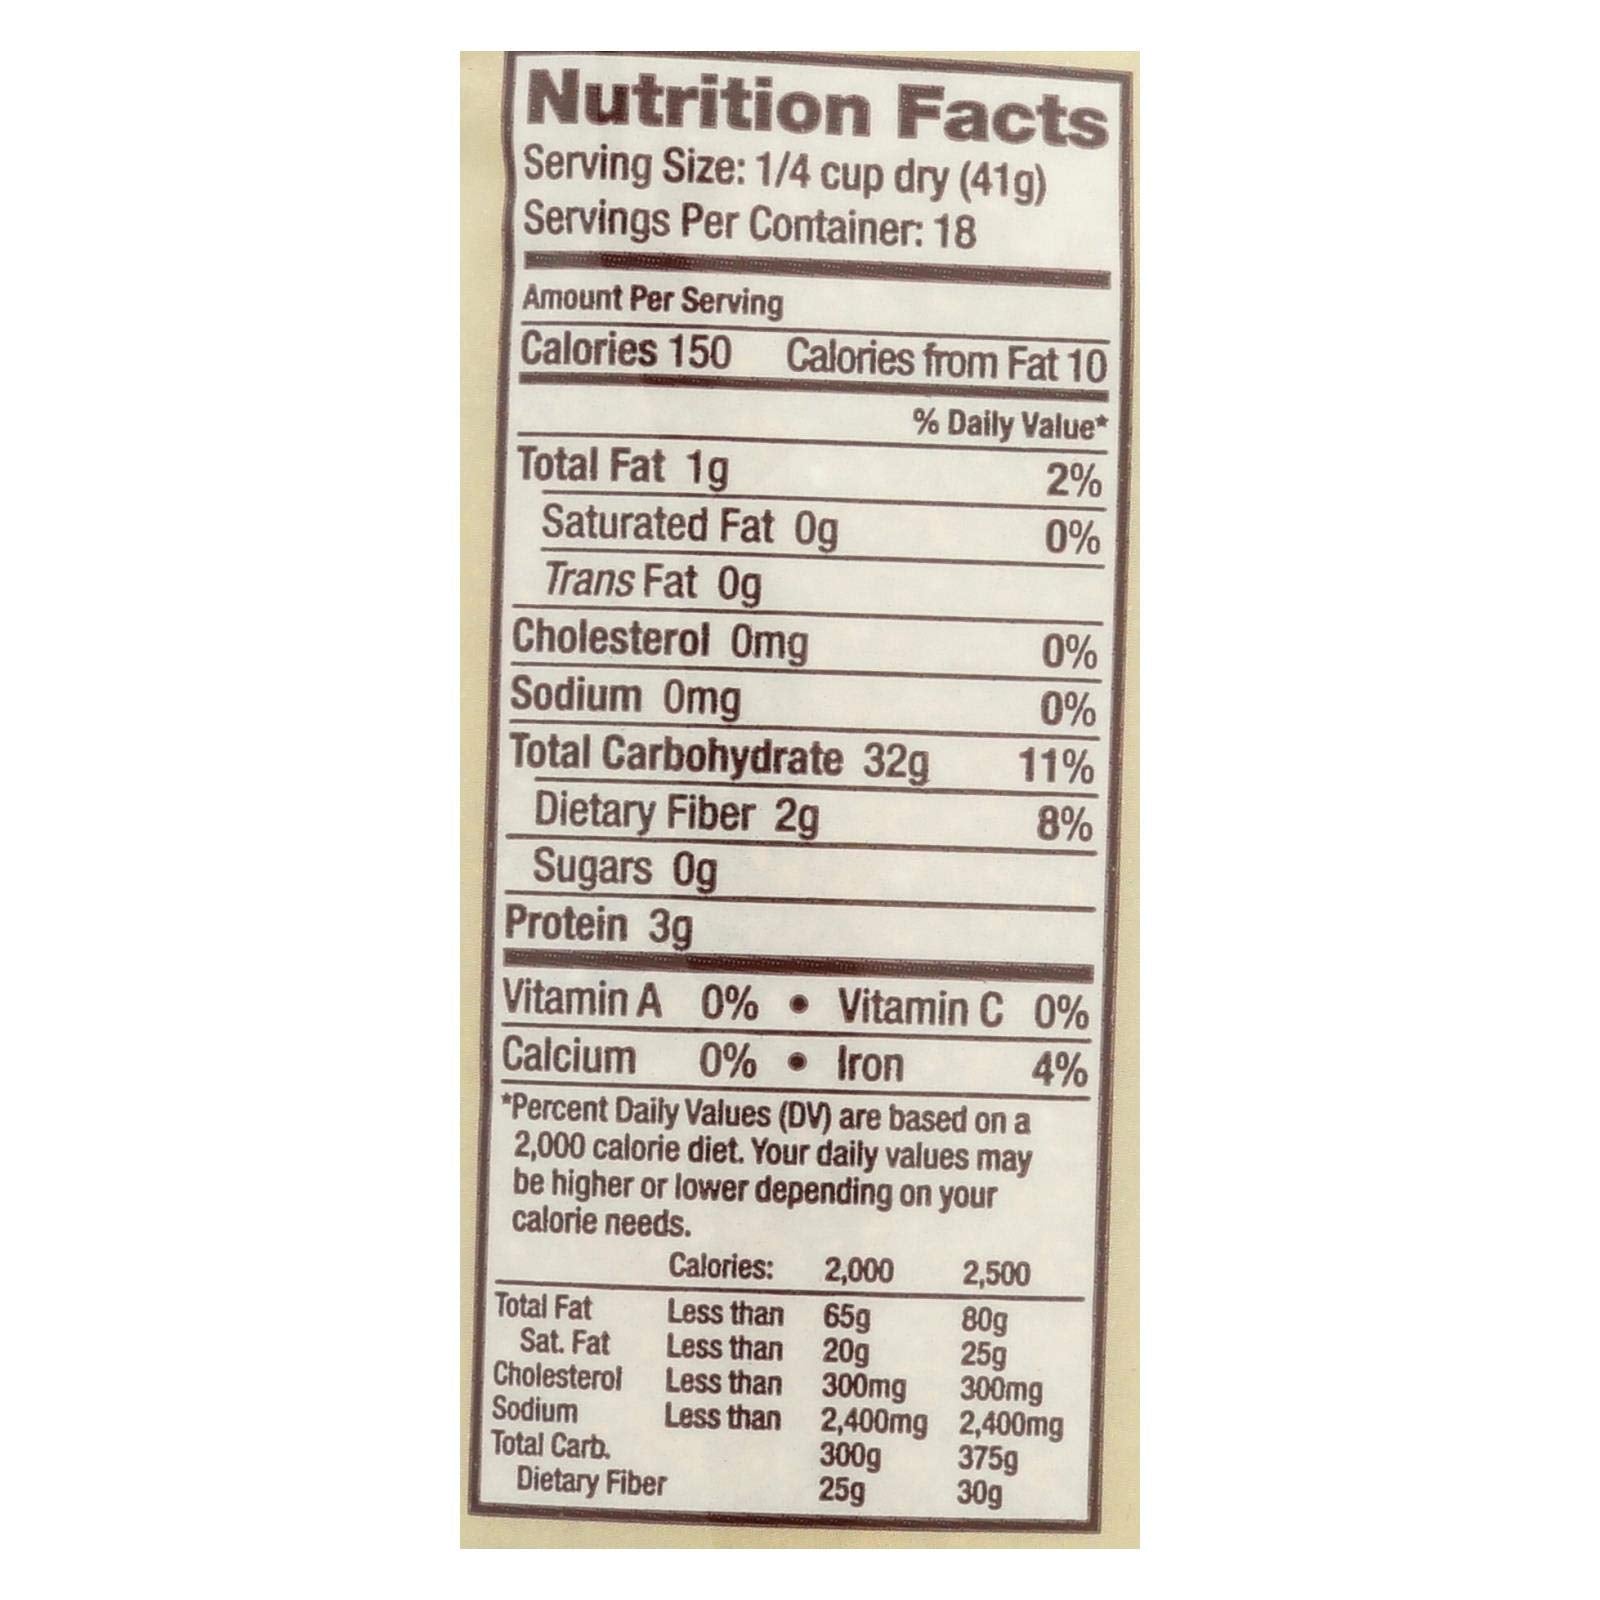 Nutrition Facts
Serving Size: 1/4 cup dry (41g)
Servings Per Container: 18
Amount Per Serving
Calories 150 Calories from Fat 10
% Daily Value*
Total Fat 1g 2%
Saturated Fat 0g 0%
Trans Fat 0g
Cholesterol 0mg 0%
Sodium 0mg 0%
Total Carbohydrate 32g 11%
Dietary Fiber 2g 8%
Sugars 0g
Protein 3g
Vitamin A 0% • Vitamin C 0%
Calcium 0% • Iron 4%
*Percent Daily Values (DV) are based on a
2,000 calorie diet. Your daily values may
be higher or lower depending on your
calorie needs.
Calories: 2,000 2,500
Total Fat Less than 65g 80g
Sat. Fat Less than 20g 25g
Cholesterol Less than 300mg 300mg
Sodium Less than 2,400mg 2,400mg
Total Carb. 300g 375g
Dietary Fiber 25g 30g